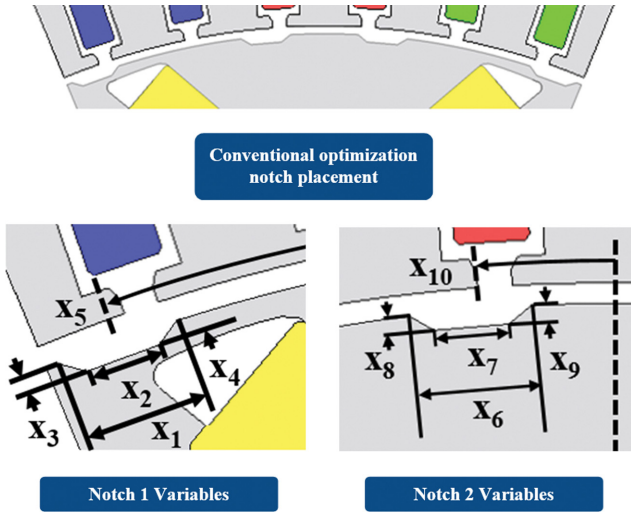 Conventional optimization
notch placement
x5
x4
x2
x3
x1
x10
x8
x7
x9
x6
Notch 1 Variables
Notch 2 Variables